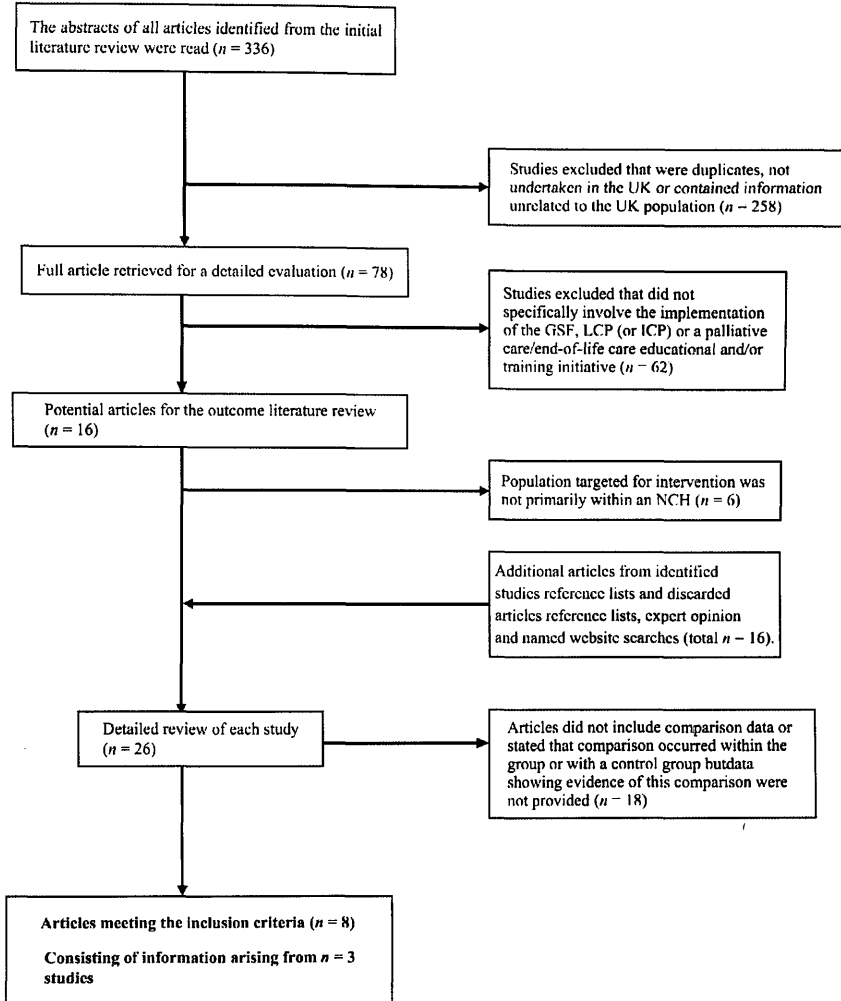 The abstracts of all articles identified from the initial
literature review were read (n = 336)
Studies excluded that were duplicates, not
undertaken in the UK or contained information
unrelated to the UK population (n – 258)
Full article retrieved for a detailed evaluation (n = 78)
Studies excluded that did not
specifically involve the implementation
of the GSF, LCP (or ICP) or a palliative
care/end-of-life care educational and/or
training initiative (n = 62)
Potential articles for the outcome literature review
(n = 16)
Population targeted for intervention was
not primarily within an NCH (n = 6)
Additional articles from identified
studies reference lists and discarded
articles reference lists, expert opinion
and named website searches (total n – 16).
Detailed review of each study
(n = 26)
Articles did not include comparison data or
stated that comparison occurred within the
group or with a control group butdata
showing evidence of this comparison were
not provided (n = 18)
Articles meeting the inclusion criteria (n = 8)
Consisting of information arising from n = 3
studies